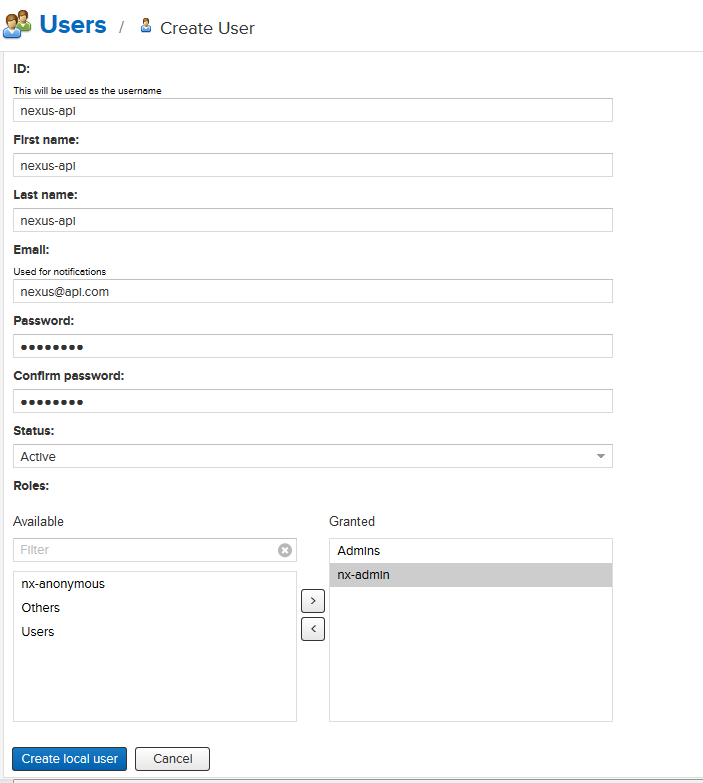 Users / Create User
ID:
This will be used as the username
nexus-api
First name:
nexus-api
Last name:
nexus-api
Email:
Used for notifications
nexus@api.com
Password:
●●●●●●●●
Confirm password:
●●●●●●●●
Status:
Active
Roles:
Available
Granted
Filter
Admins
nx-admin
nx-anonymous
Others
Users
>
<
Create local user
Cancel